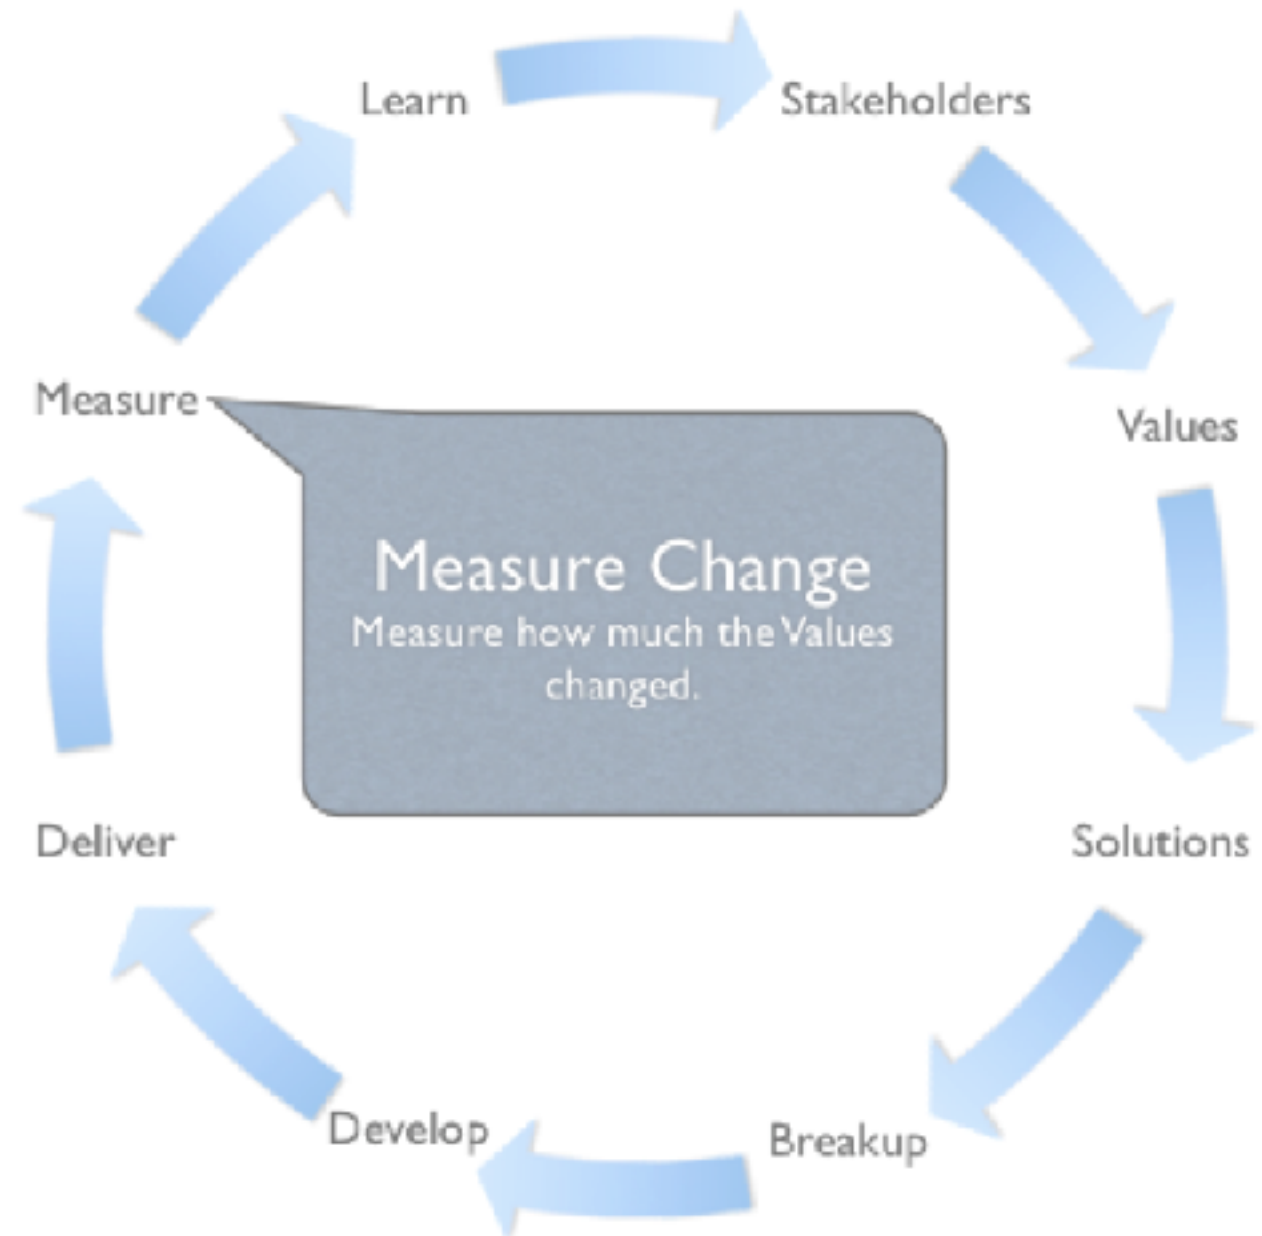 Learn
Stakeholders
Measure
Values
Measure Change
Measure how much the Values
changed.
Deliver
Solutions
Develop
Breakup